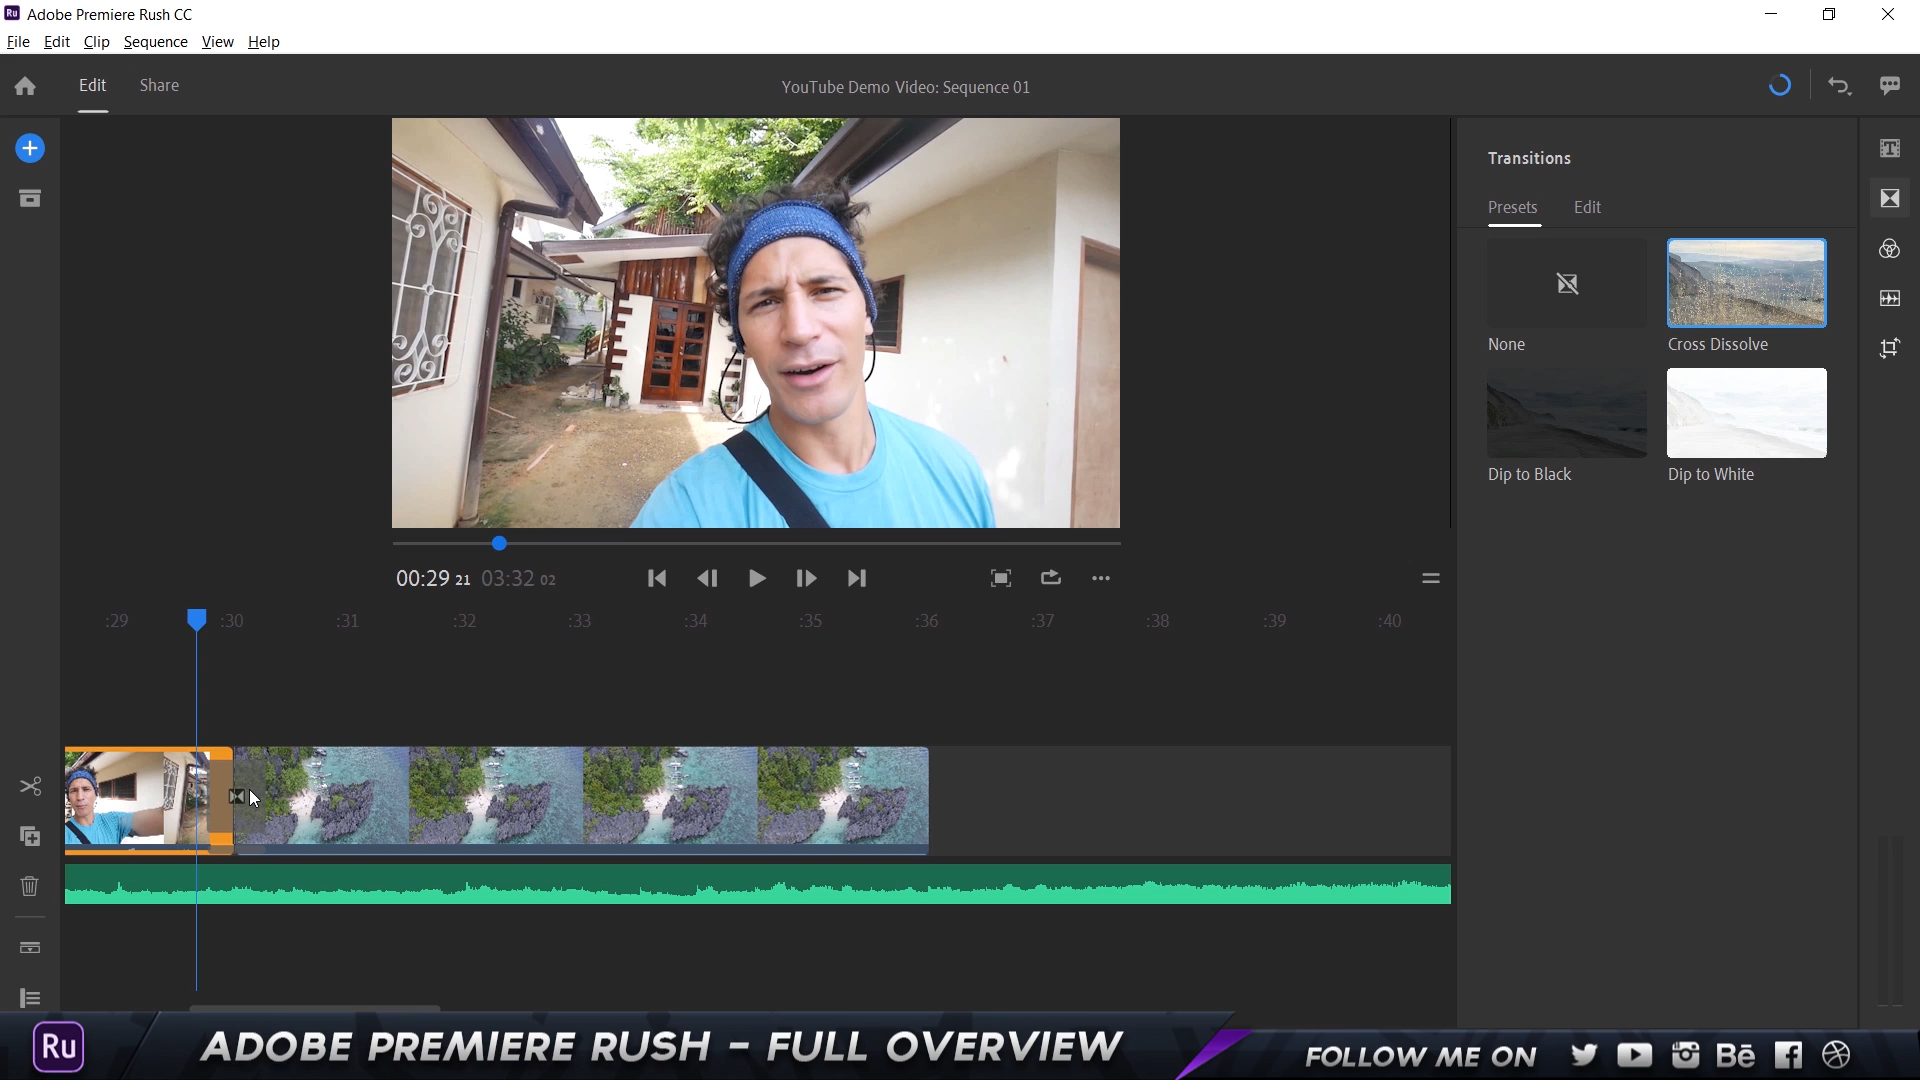 Ru Adobe Premiere Rush CC
File Edit Clip Sequence View Help
Edit Share
YouTube Demo Video: Sequence 01
Transitions
Presets Edit
None
Cross Dissolve
Dip to Black
Dip to White
00:29 21 03:32 02
:29 :30 :31 :32 :33 :34 :35 :36 :37 :38 :39 :40
Ru ADOBE PREMIERE RUSH - FULL OVERVIEW
FOLLOW ME ON Bē